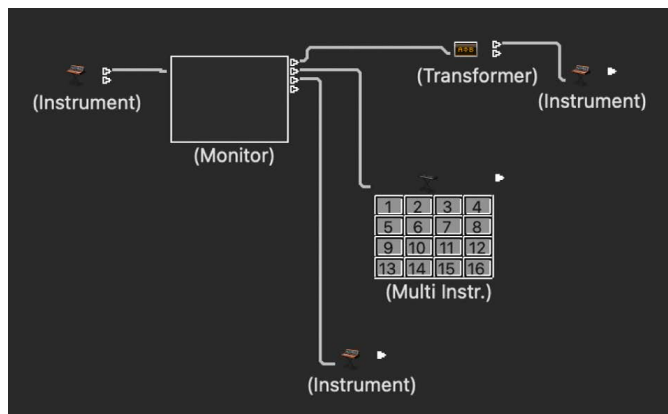 (Instrument)
(Monitor)
(Transformer)
(Instrument)
1 2 3 4
5 6 7 8
9 10 11 12
13 14 15 16
(Multi Instr.)
(Instrument)